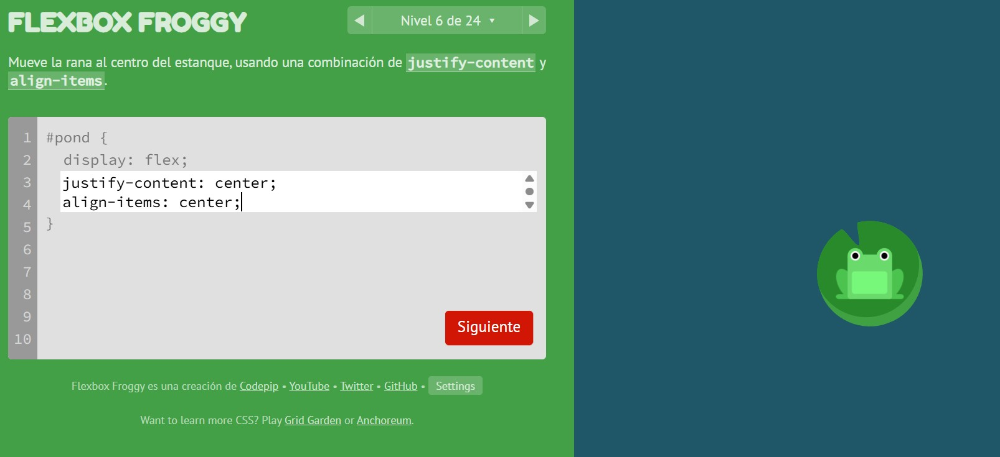 FLEXBOX FROGGY
Nivel 6 de 24
Mueve la rana al centro del estanque, usando una combinación de justify-content y
align-items.
1 #pond {
2 display: flex;
3 justify-content: center;
4 align-items: center;
5 }
6
7
8
9
10
Siguiente
Flexbox Froggy es una creación de Codepip • YouTube • Twitter • GitHub • Settings
Want to learn more CSS? Play Grid Garden or Anchoreum.